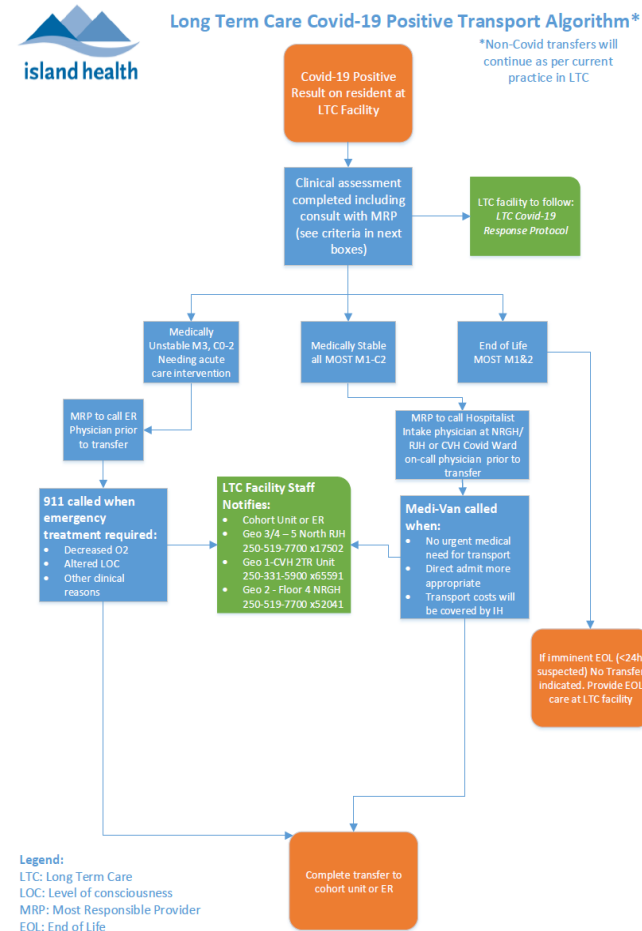 Long Term Care Covid-19 Positive Transport Algorithm*
island health
*Non-Covid transfers will
continue as per current
practice in LTC
Covid-19 Positive
Result on resident at
LTC Facility
Clinical assessment
completed including
consult with MRP
(see criteria in next
boxes)
LTC facility to follow:
LTC Covid-19
Response Protocol
Medically
Unstable M3, C0-2
Needing acute
care intervention
Medically Stable
all MOST M1-C2
End of Life
MOST M1&2
MRP to call ER
Physician prior
to transfer
MRP to call Hospitalist
Intake physician at NRGH/
RJH or CVH Covid Ward
on-call physician prior to
transfer
911 called when
emergency
treatment required:
• Decreased O2
• Altered LOC
• Other clinical
reasons
LTC Facility Staff
Notifies:
• Cohort Unit or ER
• Geo 3/4 – 5 North RJH
250-519-7700 x17502
• Geo 1-CVH 2TR Unit
250-331-5900 x65591
• Geo 2 - Floor 4 NRGH
250-519-7700 x52041
Medi-Van called
when:
• No urgent medical
need for transport
• Direct admit more
appropriate
• Transport costs will
be covered by IH
If imminent EOL (<24h
suspected) No Transfer
indicated. Provide EOL
care at LTC facility
Complete transfer to
cohort unit or ER
Legend:
LTC: Long Term Care
LOC: Level of consciousness
MRP: Most Responsible Provider
EOL: End of Life